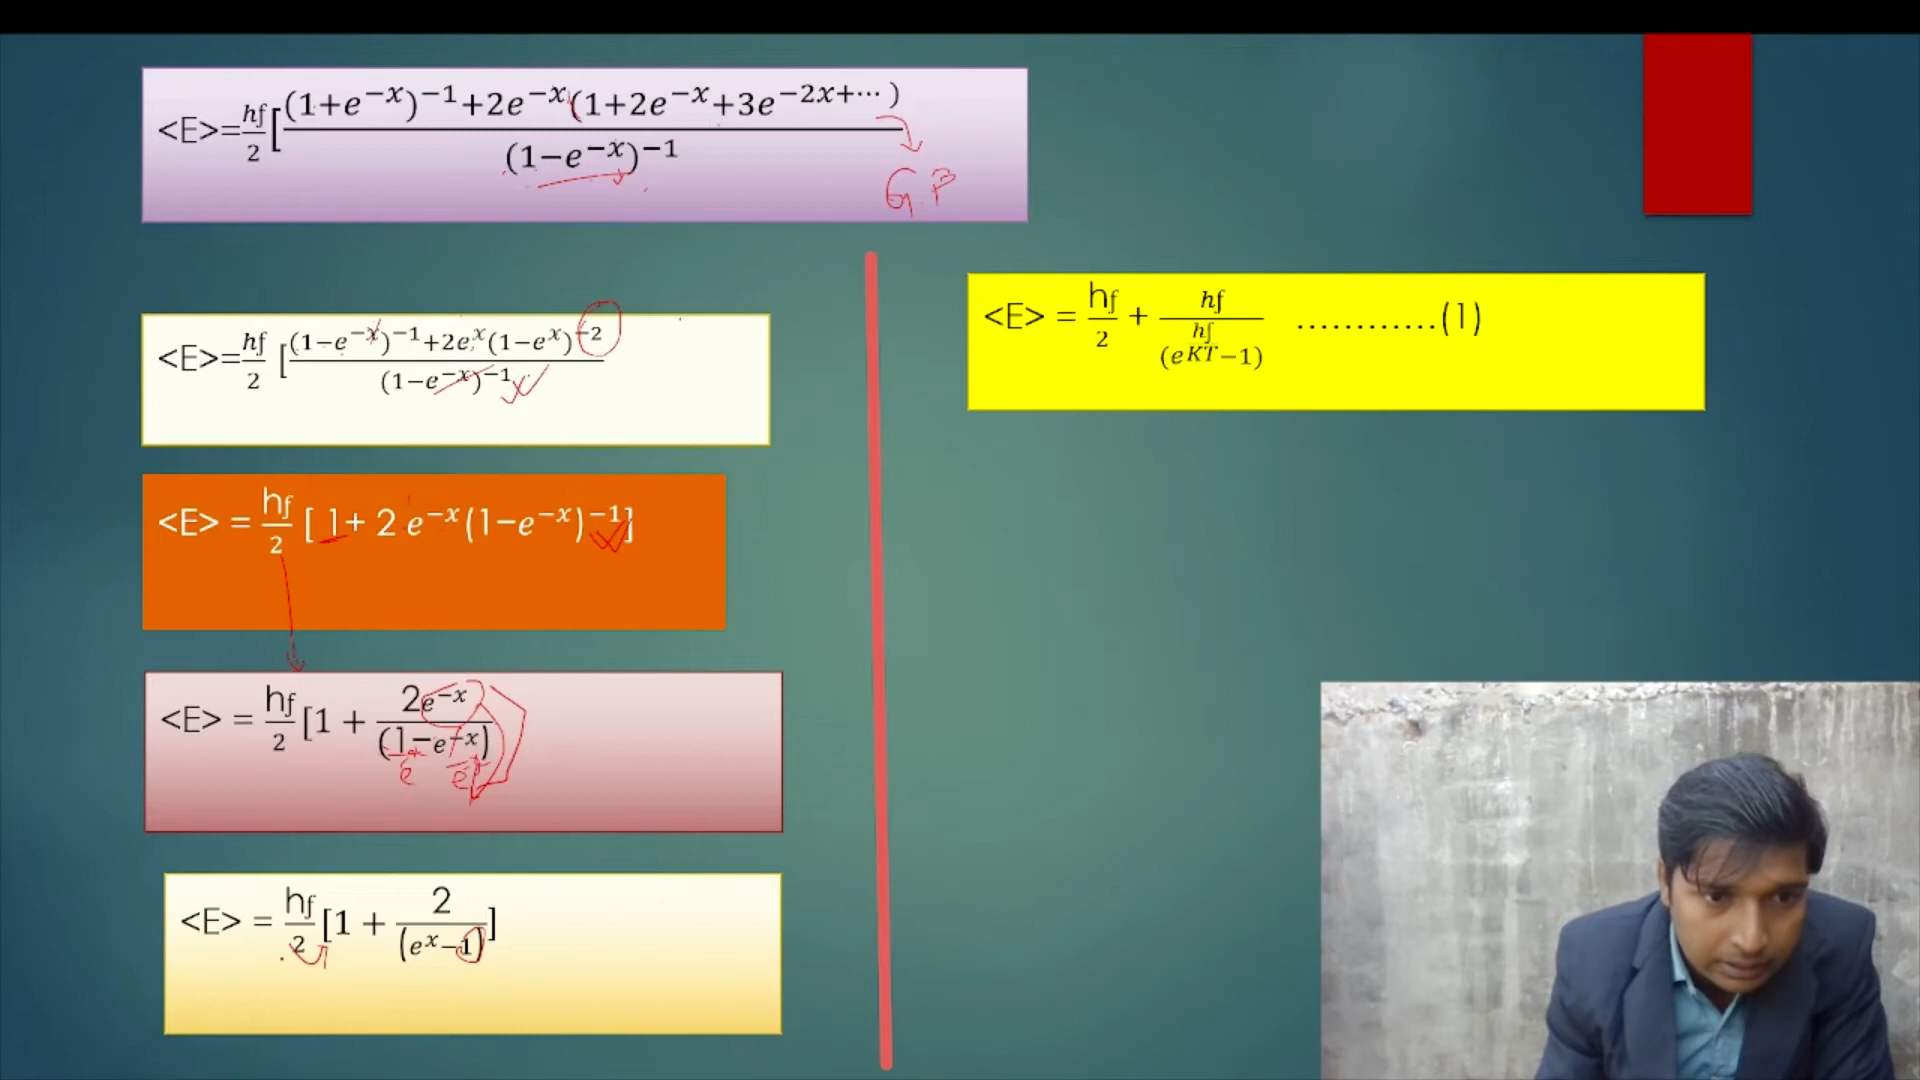 <E>=hf/2[(1+e^−x)^−1+2e^−x(1+2e^−x+3e^−2x+⋯)/(1−e^−x)^−1
G.P
<E>=hf/2 [(1−e^−x)^−1+2e^x(1−e^x)^−2/(1−e^−x)^−1
<E> = hf/2 [ 1+ 2 e^−x(1−e^−x)^−1]
<E> = hf/2 [1 + 2e^−x/(1−e^−x)
<E> = hf/2 [1 + 2/(e^x−1)]
<E> = hf/2 + hf/(e^hf/KT−1) ............(1)